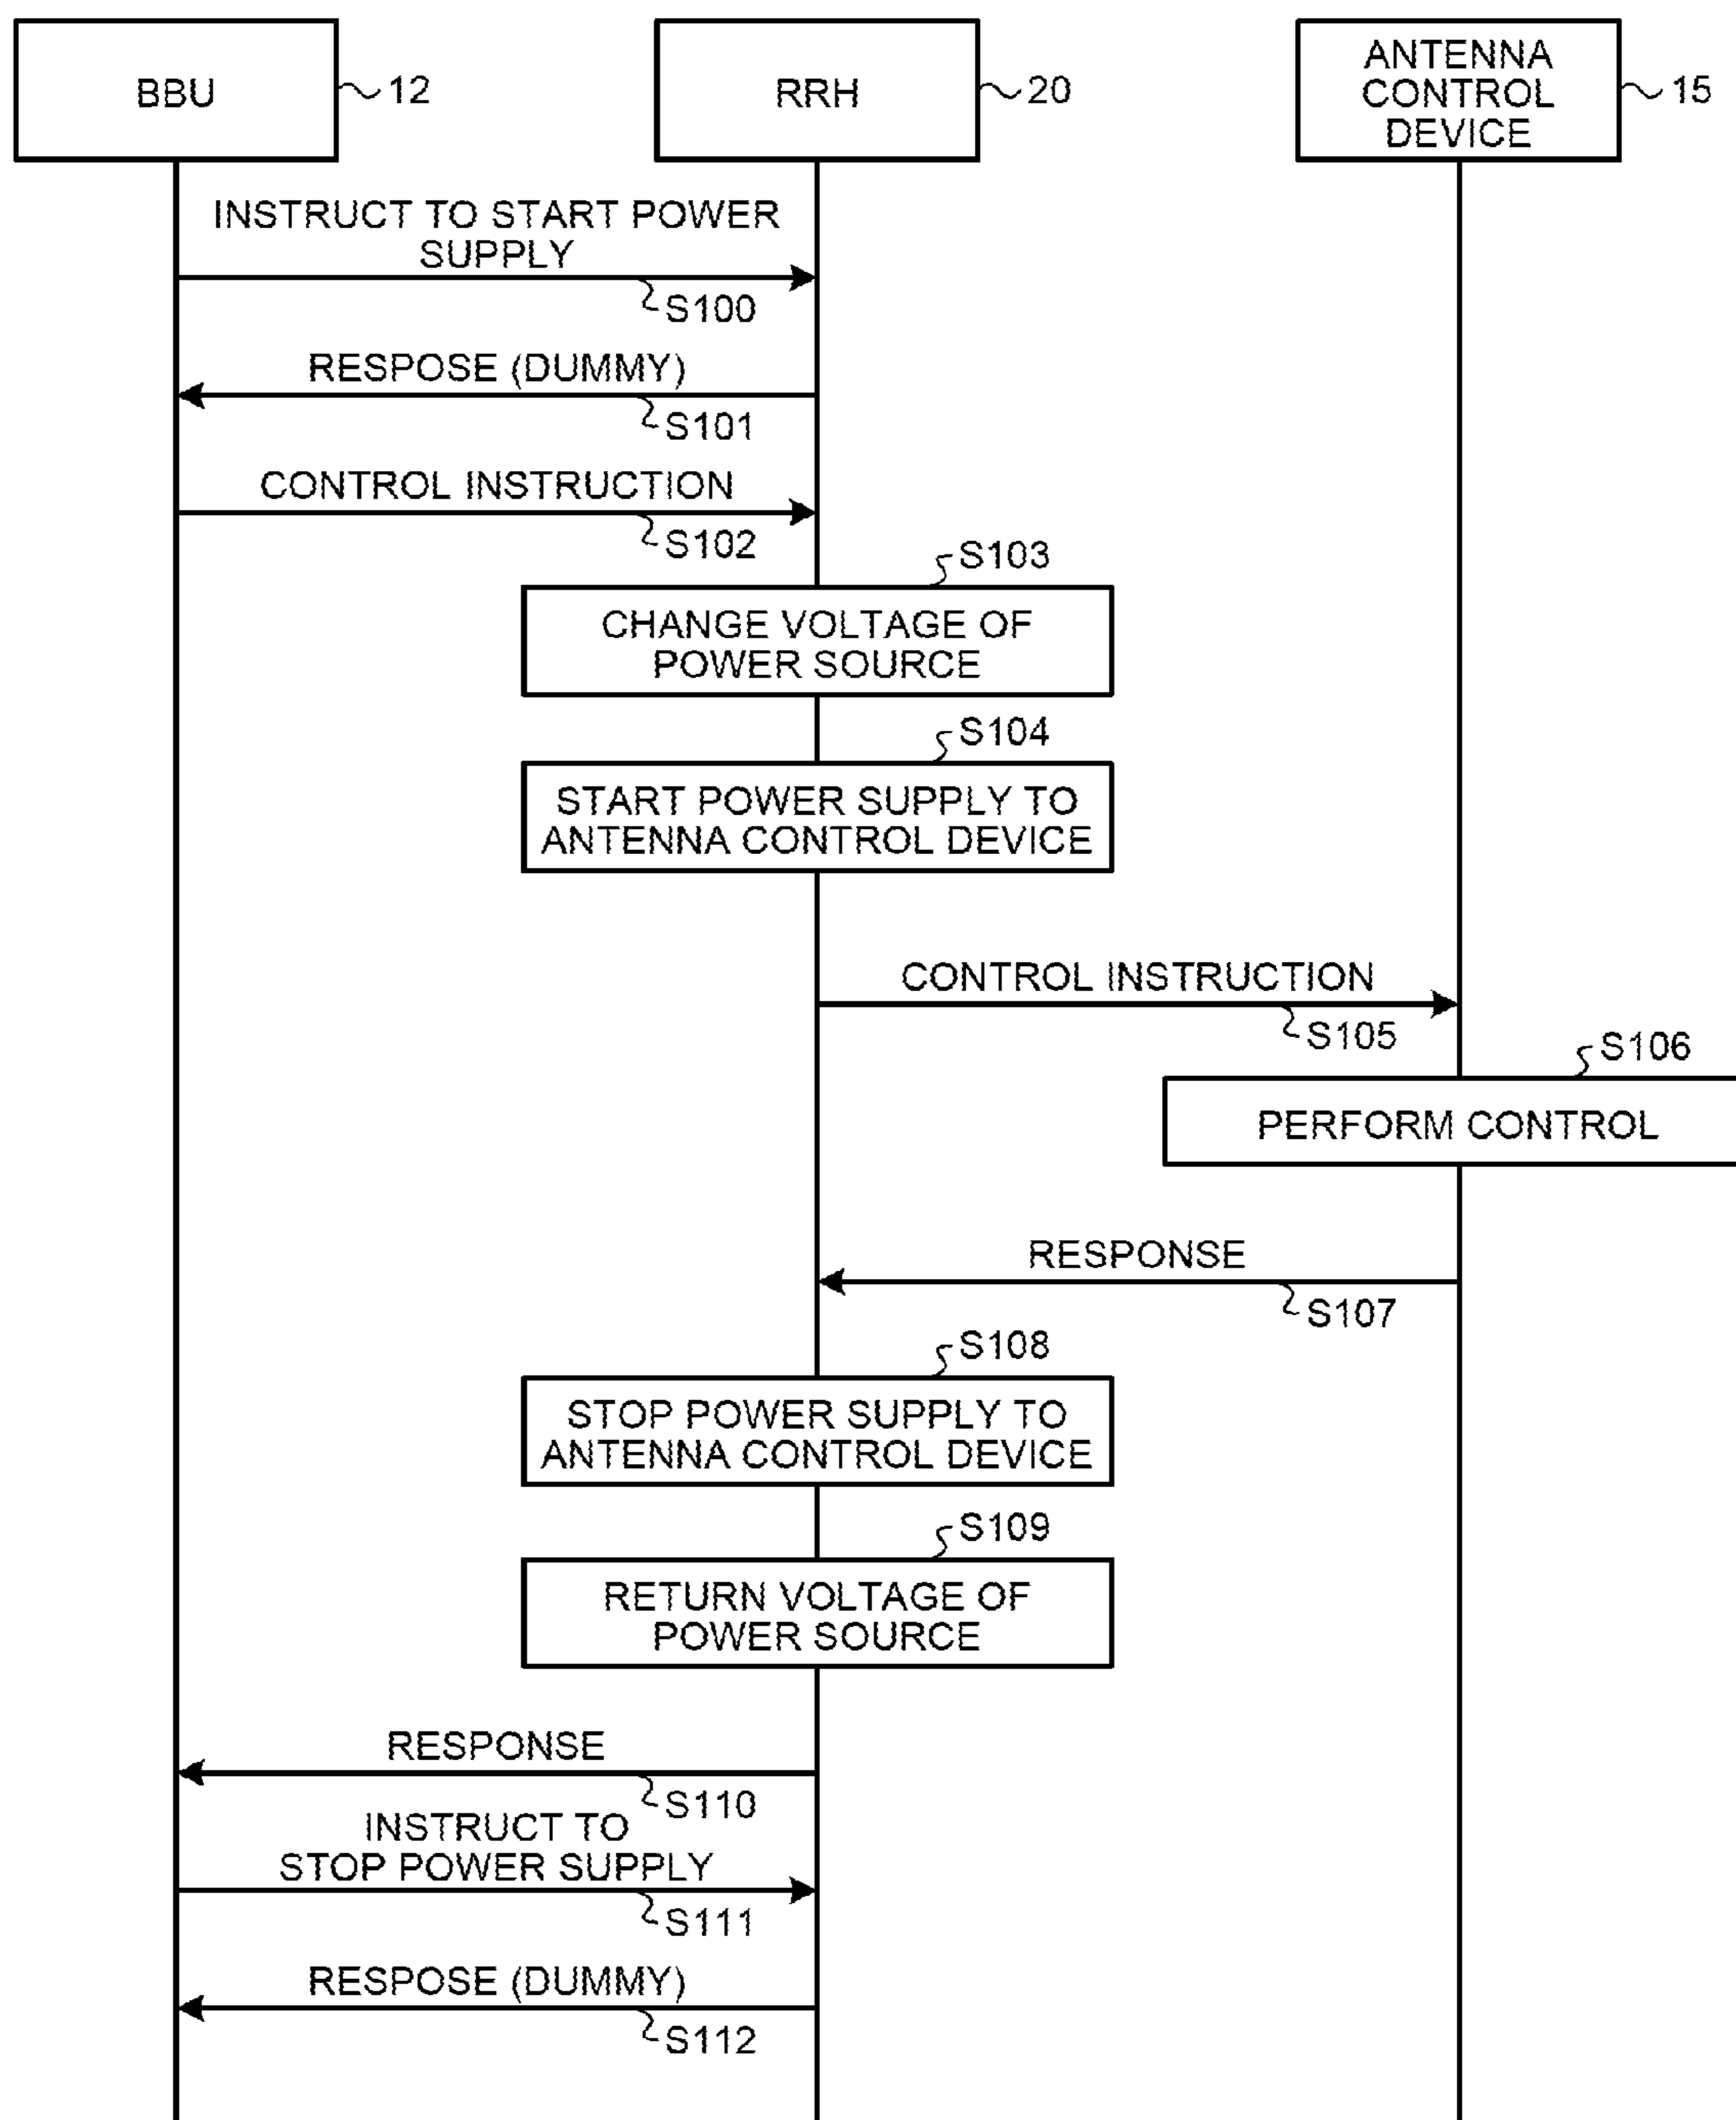 BBU
12
RRH
20
ANTENNA
CONTROL
DEVICE
15
INSTRUCT TO START POWER
SUPPLY
S100
RESPOSE (DUMMY)
S101
CONTROL INSTRUCTION
S102
S103
CHANGE VOLTAGE OF
POWER SOURCE
S104
START POWER SUPPLY TO
ANTENNA CONTROL DEVICE
CONTROL INSTRUCTION
S105
S106
PERFORM CONTROL
RESPONSE
S107
S108
STOP POWER SUPPLY TO
ANTENNA CONTROL DEVICE
S109
RETURN VOLTAGE OF
POWER SOURCE
RESPONSE
S110
INSTRUCT TO
STOP POWER SUPPLY
S111
RESPOSE (DUMMY)
S112